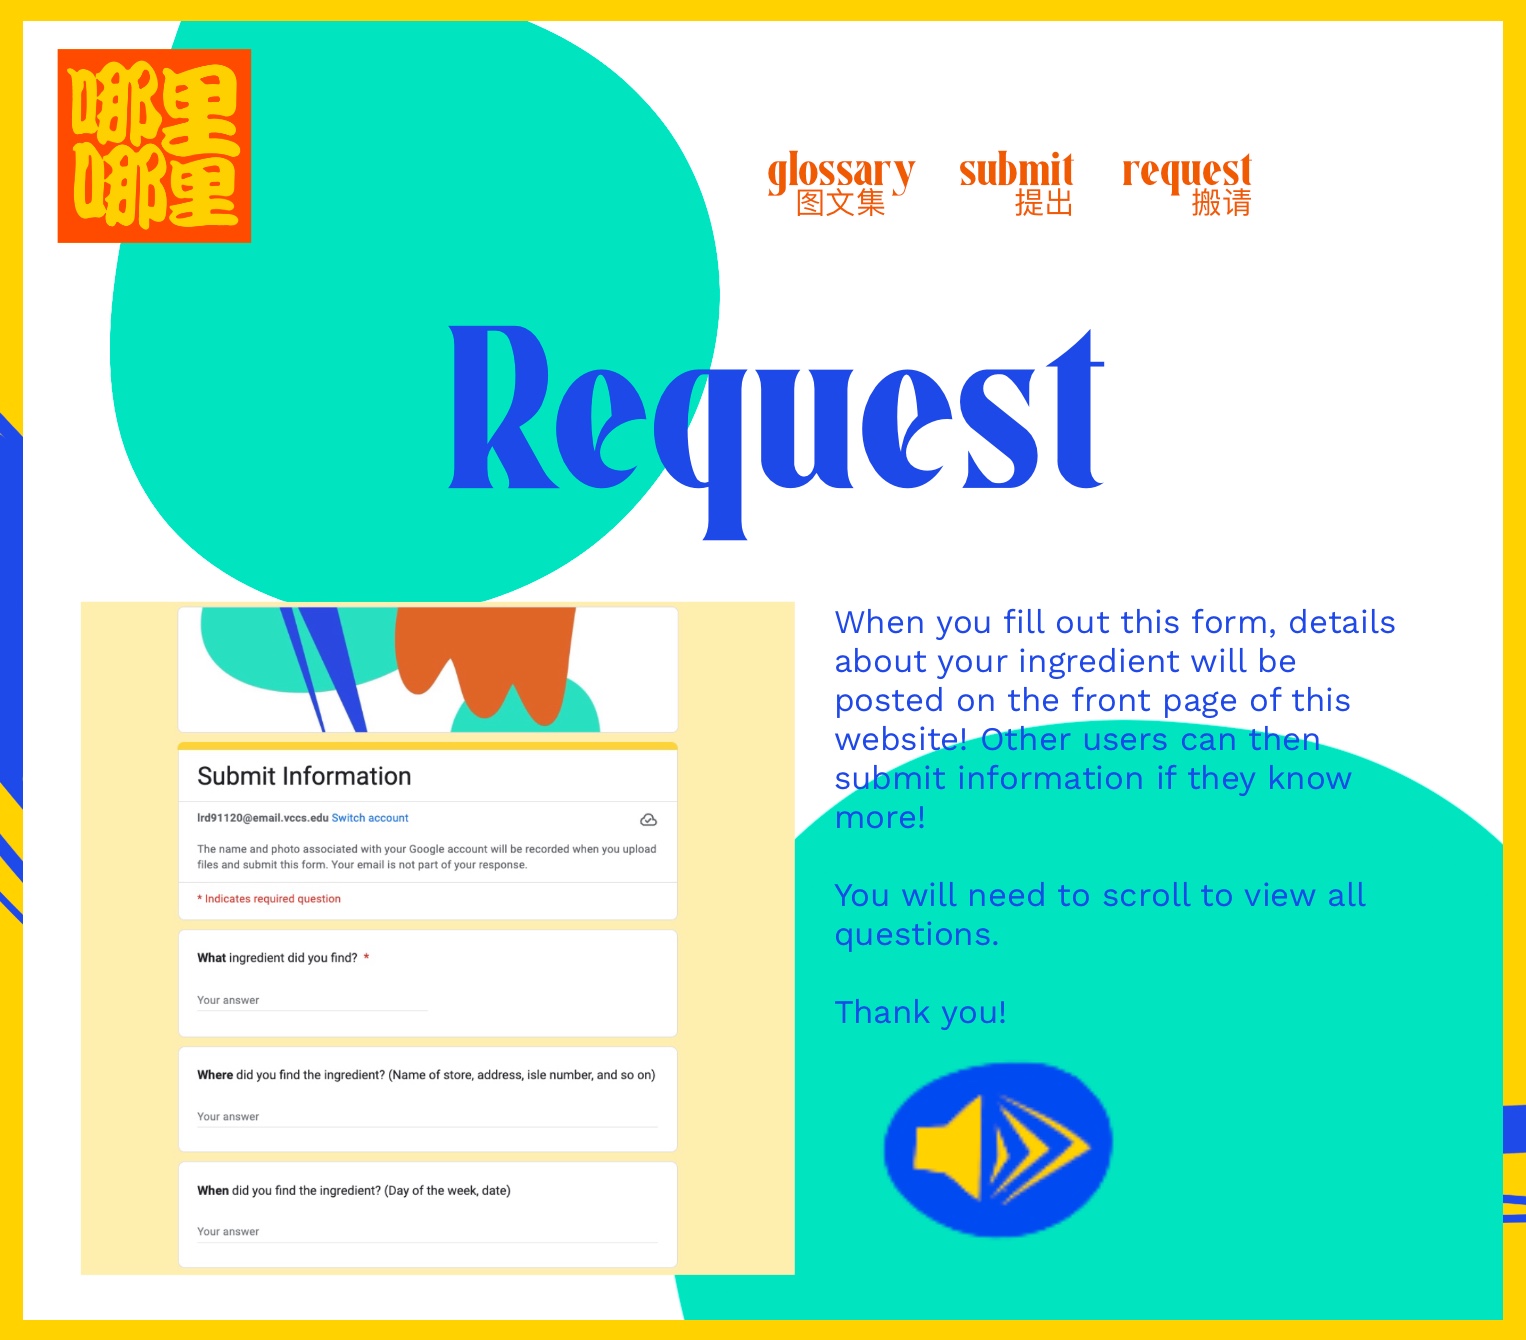 哪里
哪里
glossary submit request
图文集 提出 搬请
Request
Submit Information
lrd91120@email.vccs.edu Switch account
The name and photo associated with your Google account will be recorded when you upload
files and submit this form. Your email is not part of your response.
* Indicates required question
What ingredient did you find? *
Your answer
Where did you find the ingredient? (Name of store, address, isle number, and so on)
Your answer
When did you find the ingredient? (Day of the week, date)
Your answer
When you fill out this form, details
about your ingredient will be
posted on the front page of this
website! Other users can then
submit information if they know
more!
You will need to scroll to view all
questions.
Thank you!